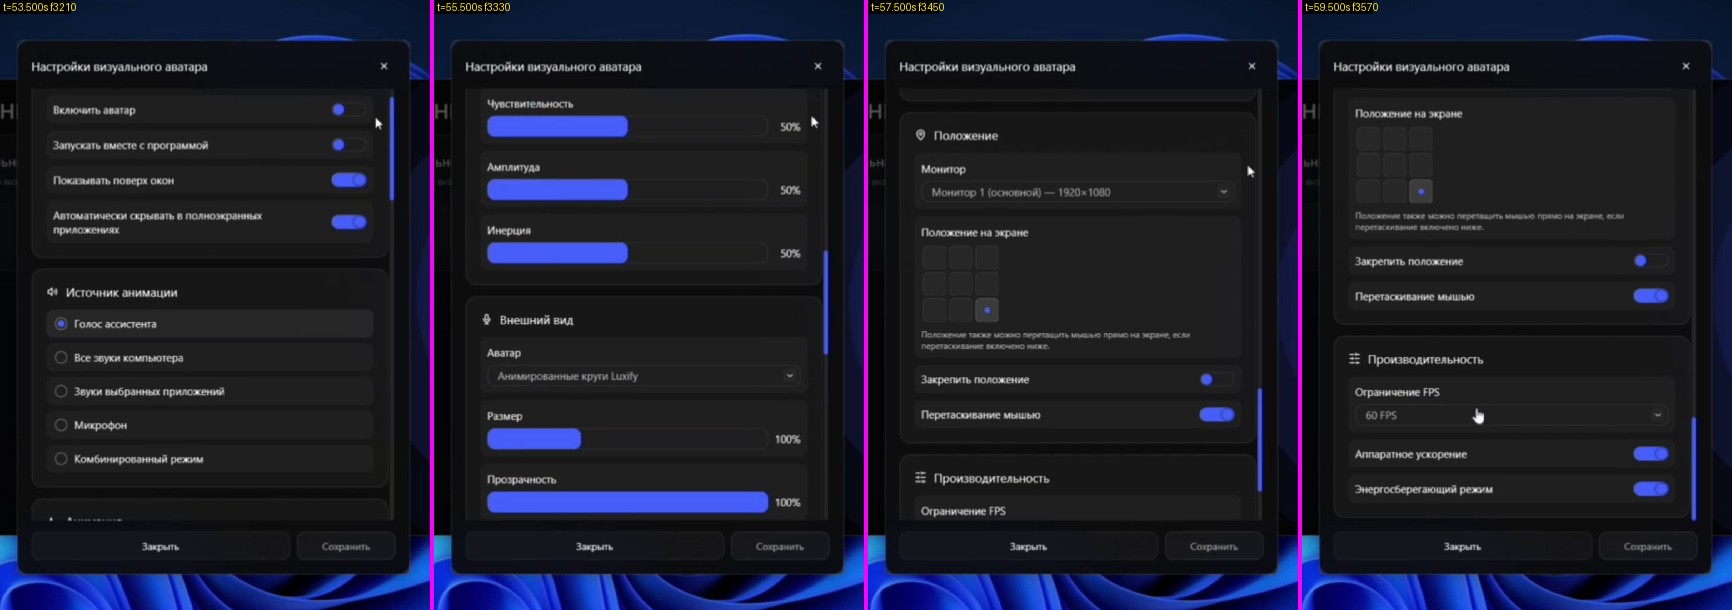 t=53.500s f3210
Настройки визуального аватара
Включить аватар
Запускать вместе с программой
Показывать поверх окон
Автоматически скрывать в полноэкранных
приложениях
Источник анимации
Голос ассистента
Все звуки компьютера
Звуки выбранных приложений
Микрофон
Комбинированный режим
Закрыть
Сохранить
t=55.500s f3330
Настройки визуального аватара
Чувствительность
50%
Амплитуда
50%
Инерция
50%
Внешний вид
Аватар
Анимированные круги Luxify
Размер
100%
Прозрачность
100%
Закрыть
Сохранить
t=57.500s f3450
Настройки визуального аватара
Положение
Монитор
Монитор 1 (основной) — 1920×1080
Положение на экране
Положение также можно перетащить мышью прямо на экране, если
перетаскивание включено ниже.
Закрепить положение
Перетаскивание мышью
Производительность
Ограничение FPS
Закрыть
Сохранить
t=59.500s f3570
Настройки визуального аватара
Положение на экране
Положение также можно перетащить мышью прямо на экране, если
перетаскивание включено ниже.
Закрепить положение
Перетаскивание мышью
Производительность
Ограничение FPS
60 FPS
Аппаратное ускорение
Энергосберегающий режим
Закрыть
Сохранить